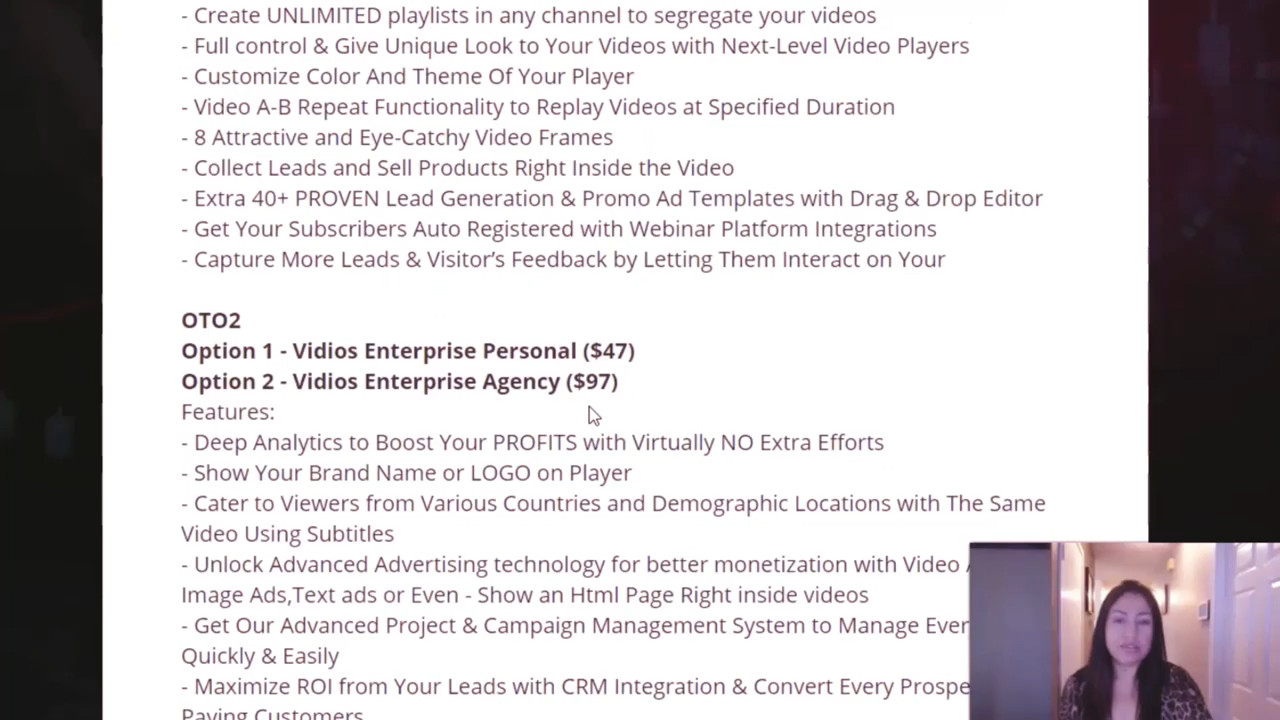 - Create UNLIMITED playlists in any channel to segregate your videos
- Full control & Give Unique Look to Your Videos with Next-Level Video Players
- Customize Color And Theme Of Your Player
- Video A-B Repeat Functionality to Replay Videos at Specified Duration
- 8 Attractive and Eye-Catchy Video Frames
- Collect Leads and Sell Products Right Inside the Video
- Extra 40+ PROVEN Lead Generation & Promo Ad Templates with Drag & Drop Editor
- Get Your Subscribers Auto Registered with Webinar Platform Integrations
- Capture More Leads & Visitor’s Feedback by Letting Them Interact on Your
OTO2
Option 1 - Vidios Enterprise Personal ($47)
Option 2 - Vidios Enterprise Agency ($97)
Features:
- Deep Analytics to Boost Your PROFITS with Virtually NO Extra Efforts
- Show Your Brand Name or LOGO on Player
- Cater to Viewers from Various Countries and Demographic Locations with The Same
Video Using Subtitles
- Unlock Advanced Advertising technology for better monetization with Video
Image Ads,Text ads or Even - Show an Html Page Right inside videos
- Get Our Advanced Project & Campaign Management System to Manage
Quickly & Easily
- Maximize ROI from Your Leads with CRM Integration & Convert Every
Paying Customers